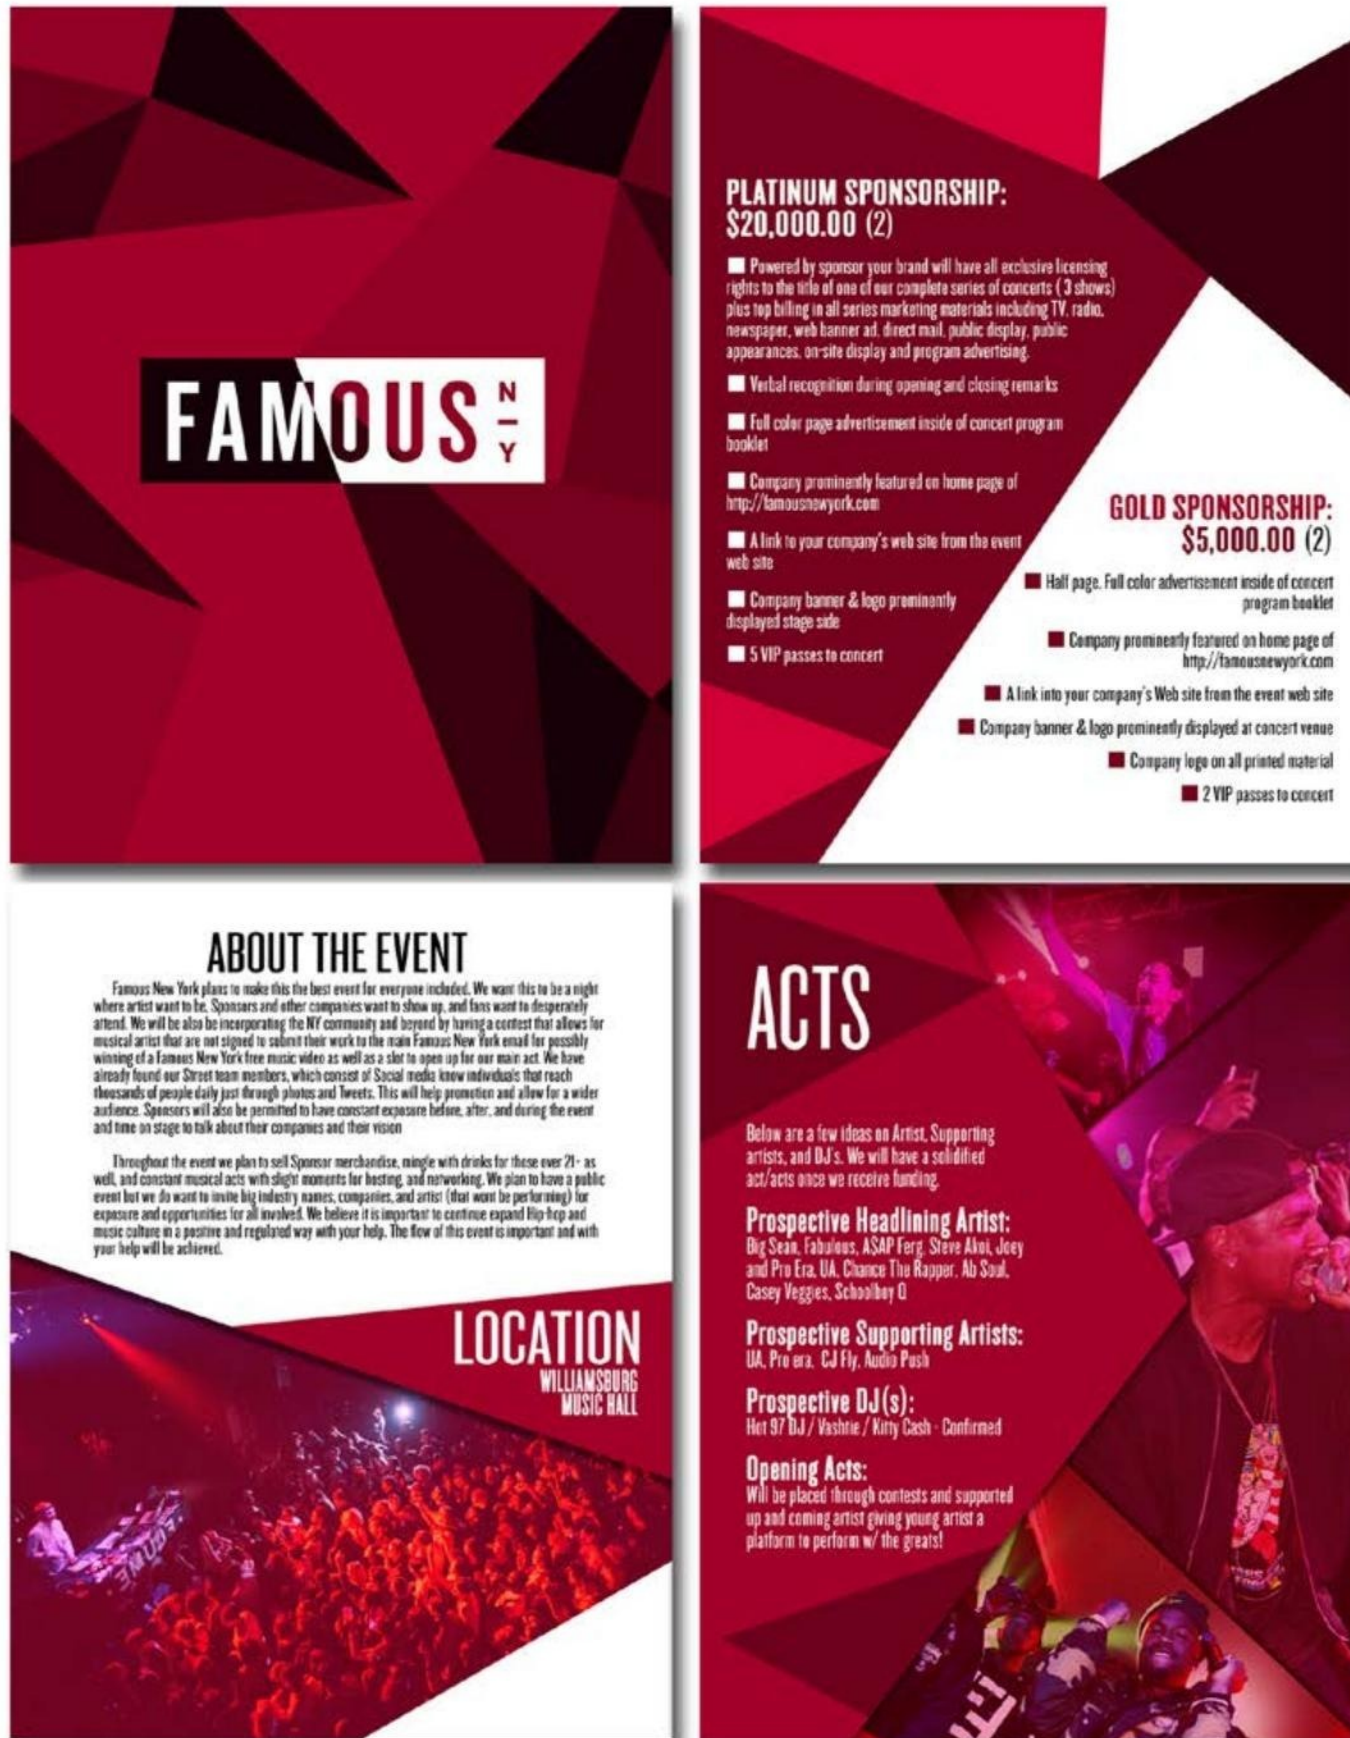 FAMOUS
N
Y
PLATINUM SPONSORSHIP:
$20,000.00 (2)
Powered by sponsor your brand will have all exclusive licensing
rights to the title of one of our complete series of concerts ( 3 shows)
plus top billing in all series marketing materials including TV, radio,
newspaper, web banner ad, direct mail, public display, public
appearances, on-site display and program advertising.
Verbal recognition during opening and closing remarks
Full color page advertisement inside of concert program
booklet
Company prominently featured on home page of
http://famousnewyork.com
A link to your company's web site from the event
web site
Company banner & logo prominently
displayed stage side
5 VIP passes to concert
GOLD SPONSORSHIP:
$5,000.00 (2)
Half page. Full color advertisement inside of concert
program booklet
Company prominently featured on home page of
http://famousnewyork.com
A link into your company's Web site from the event web site
Company banner & logo prominently displayed at concert venue
Company logo on all printed material
2 VIP passes to concert
ABOUT THE EVENT
Famous New York plans to make this the best event for everyone included. We want this to be a night
where artist want to be, Sponsors and other companies want to show up, and fans want to desperately
attend. We will be also be incorporating the NY community and beyond by having a contest that allows for
musical artist that are not signed to submit their work to the main Famous New York email for possibly
winning of a Famous New York free music video as well as a slot to open up for our main act. We have
already found our Street team members, which consist of Social media know individuals that reach
thousands of people daily just through photos and Tweets. This will help promotion and allow for a wider
audience. Sponsors will also be permitted to have constant exposure before, after, and during the event
and time on stage to talk about their companies and their vision
Throughout the event we plan to sell Sponsor merchandise, mingle with drinks for those over 21+ as
well, and constant musical acts with slight moments for hosting, and networking. We plan to have a public
event but we do want to invite big industry names, companies, and artist (that wont be performing) for
exposure and opportunities for all involved. We believe it is important to continue expand Hip-hop and
music culture in a positive and regulated way with your help. The flow of this event is important and with
your help will be achieved.
LOCATION
WILLIAMSBURG
MUSIC HALL
ACTS
Below are a few ideas on Artist, Supporting
artists, and DJ's. We will have a solidified
act/acts once we receive funding.
Prospective Headlining Artist:
Big Sean, Fabulous, A$AP Ferg, Steve Akoi, Joey
and Pro Era, UA, Chance The Rapper, Ab Soul,
Casey Veggies, Schoolboy Q
Prospective Supporting Artists:
UA, Pro era, CJ Fly, Audio Push
Prospective DJ(s):
Hot 97 DJ / Vashtie / Kitty Cash - Confirmed
Opening Acts:
Will be placed through contests and supported
up and coming artist giving young artist a
platform to perform w/ the greats!